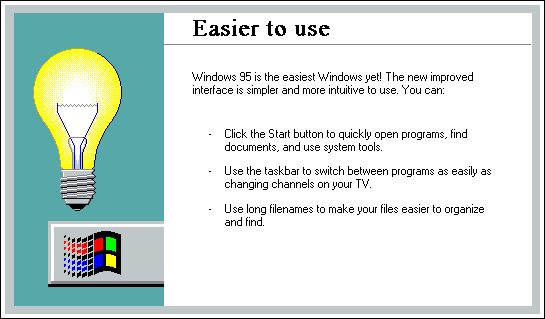 Easier to use
Windows 95 is the easiest Windows yet! The new improved
interface is simpler and more intuitive to use. You can:
- Click the Start button to quickly open programs, find
documents, and use system tools.
- Use the taskbar to switch between programs as easily as
changing channels on your TV.
- Use long filenames to make your files easier to organize
and find.